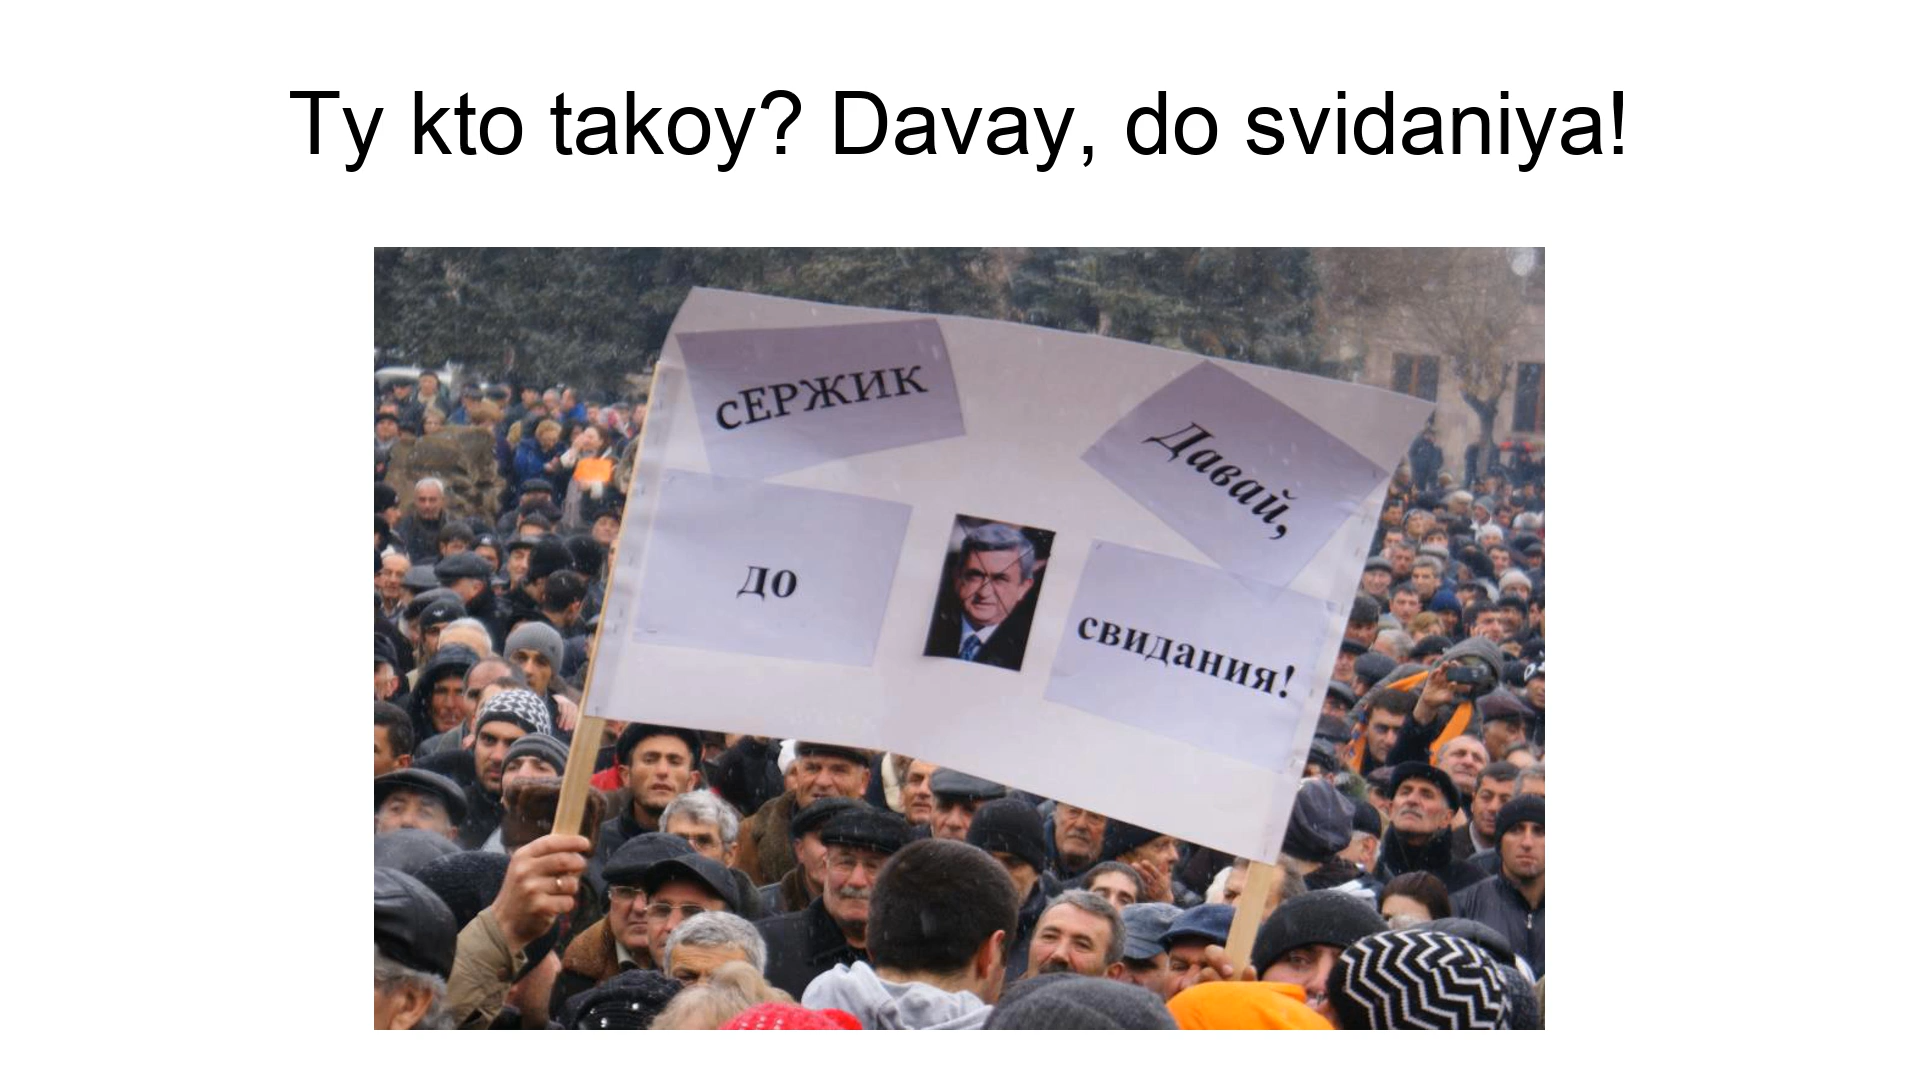 Ty kto takoy? Davay, do svidaniya!
сЕРЖИК
Давай,
до
свидания!